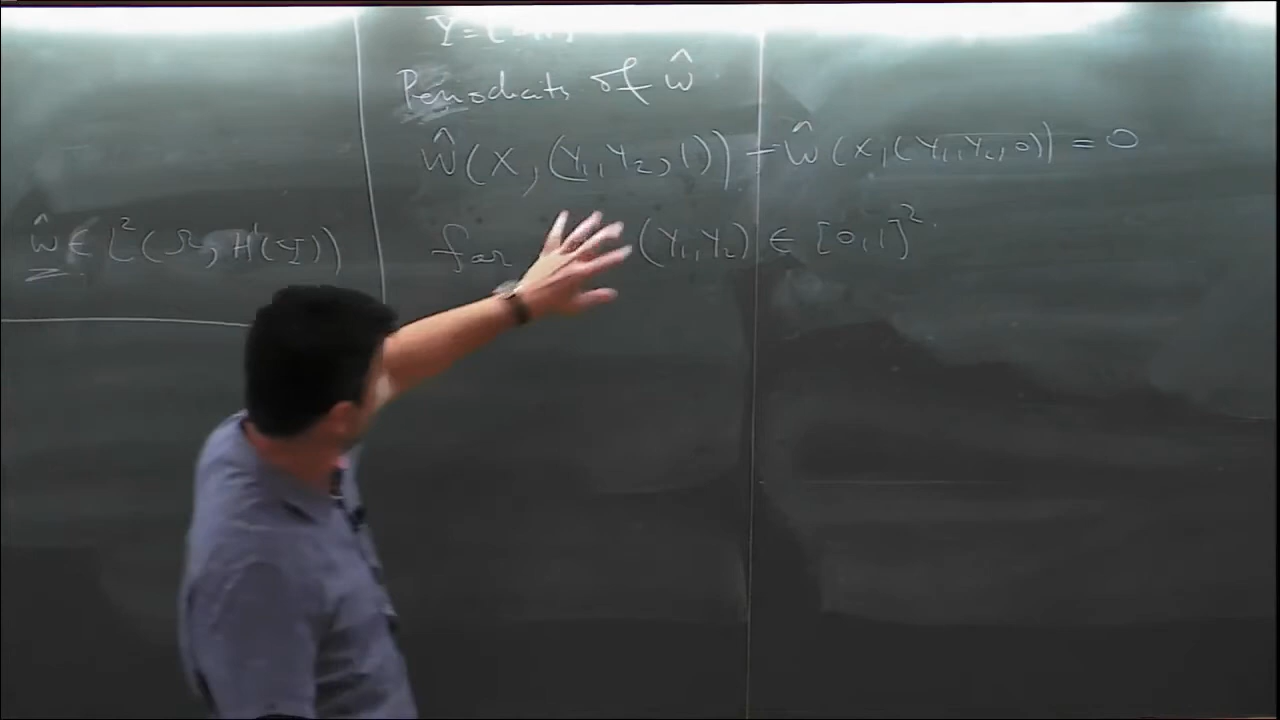 ŵ ∈ L²(Ω, H¹(Y))
Y =
Periodicity of ŵ
ŵ(x, (y₁, y₂, 1)) − ŵ(x, (y₁, y₂, 0)) = 0
for (y₁, y₂) ∈ [0, 1]²